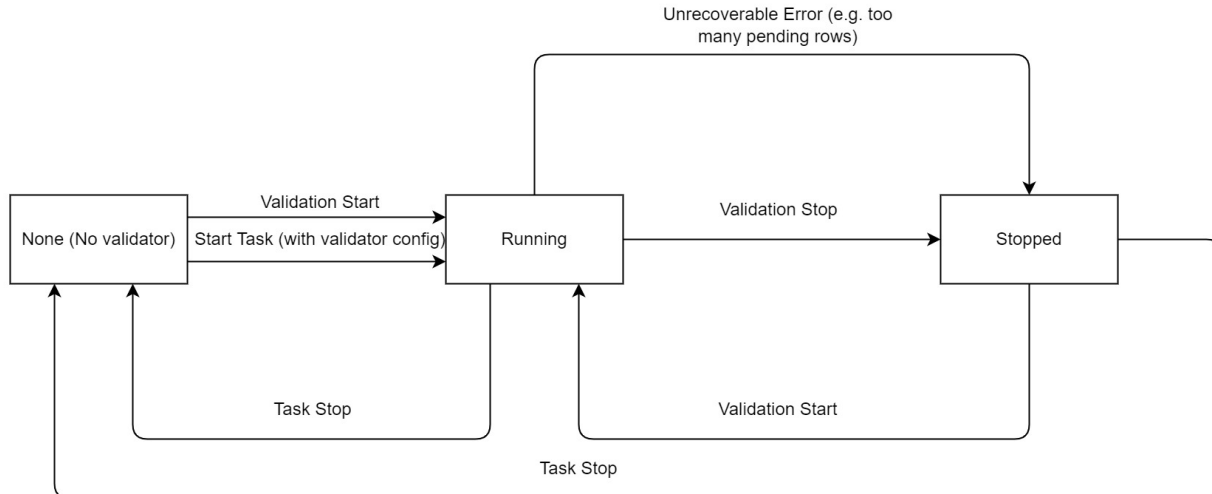 Unrecoverable Error (e.g. too
many pending rows)
Validation Start
Validation Stop
None (No validator)
Start Task (with validator config)
Running
Stopped
Task Stop
Validation Start
Task Stop